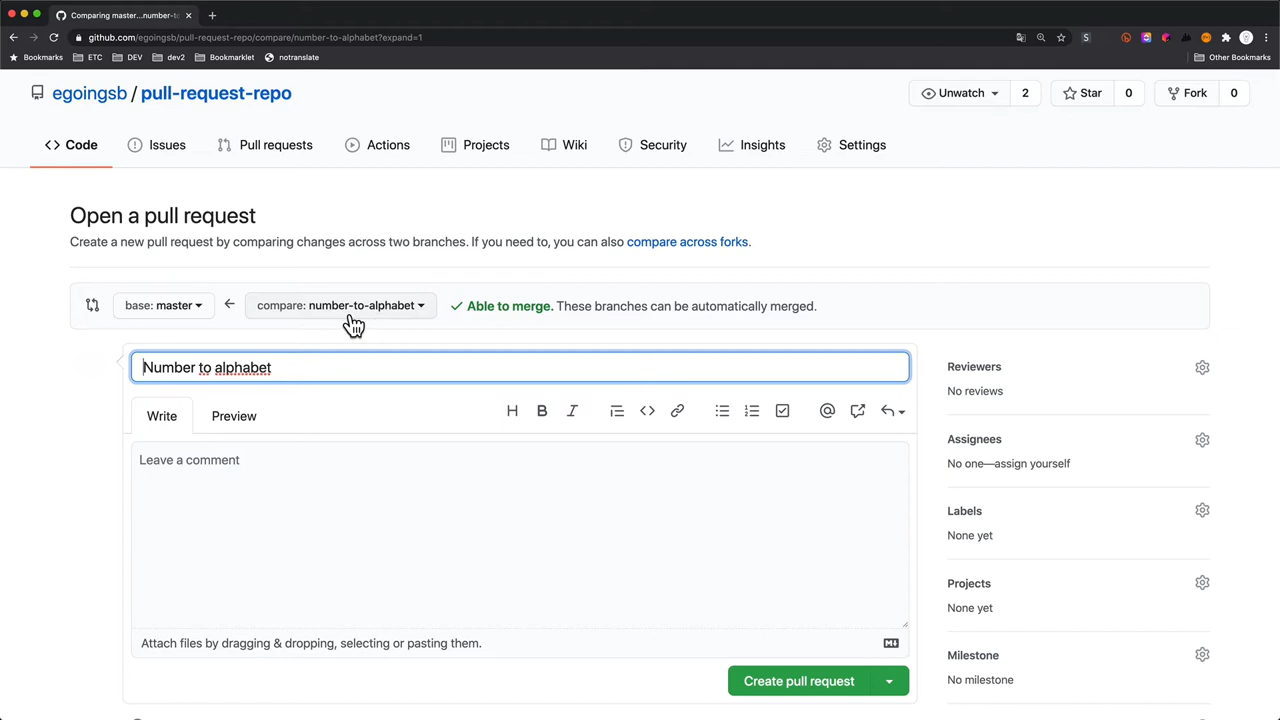 Comparing master...number-to
github.com/egoingsb/pull-request-repo/compare/number-to-alphabet?expand=1
Bookmarks ETC DEV dev2 Bookmarklet notranslate Other Bookmarks
egoingsb / pull-request-repo
Unwatch 2 Star 0 Fork 0
Code Issues Pull requests Actions Projects Wiki Security Insights Settings
Open a pull request
Create a new pull request by comparing changes across two branches. If you need to, you can also compare across forks.
base: master compare: number-to-alphabet Able to merge. These branches can be automatically merged.
Number to alphabet
Write Preview
Leave a comment
Attach files by dragging & dropping, selecting or pasting them.
Create pull request
Reviewers
No reviews
Assignees
No one—assign yourself
Labels
None yet
Projects
None yet
Milestone
No milestone